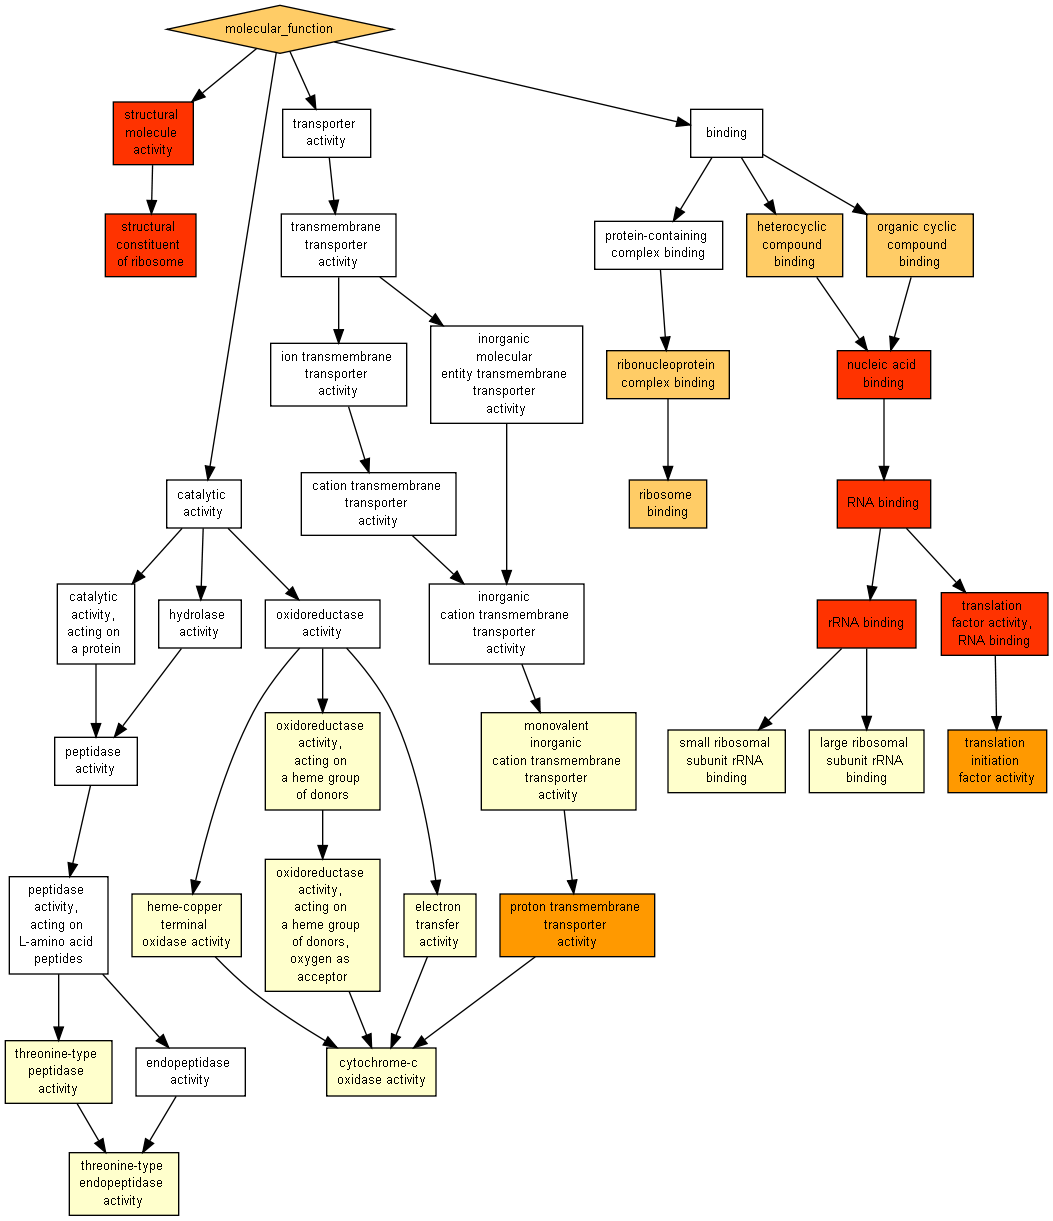 molecular_function
structural
molecule
activity
transporter
activity
binding
structural
constituent
of ribosome
transmembrane
transporter
activity
protein-containing
complex binding
heterocyclic
compound
binding
organic cyclic
compound
binding
ion transmembrane
transporter
activity
inorganic
molecular
entity transmembrane
transporter
activity
ribonucleoprotein
complex binding
nucleic acid
binding
catalytic
activity
cation transmembrane
transporter
activity
ribosome
binding
RNA binding
catalytic
activity,
acting on
a protein
hydrolase
activity
oxidoreductase
activity
inorganic
cation transmembrane
transporter
activity
rRNA binding
translation
factor activity,
RNA binding
peptidase
activity
oxidoreductase
activity,
acting on
a heme group
of donors
monovalent
inorganic
cation transmembrane
transporter
activity
small ribosomal
subunit rRNA
binding
large ribosomal
subunit rRNA
binding
translation
initiation
factor activity
peptidase
activity,
acting on
L-amino acid
peptides
heme-copper
terminal
oxidase activity
oxidoreductase
activity,
acting on
a heme group
of donors,
oxygen as
acceptor
electron
transfer
activity
proton transmembrane
transporter
activity
threonine-type
peptidase
activity
endopeptidase
activity
cytochrome-c
oxidase activity
threonine-type
endopeptidase
activity